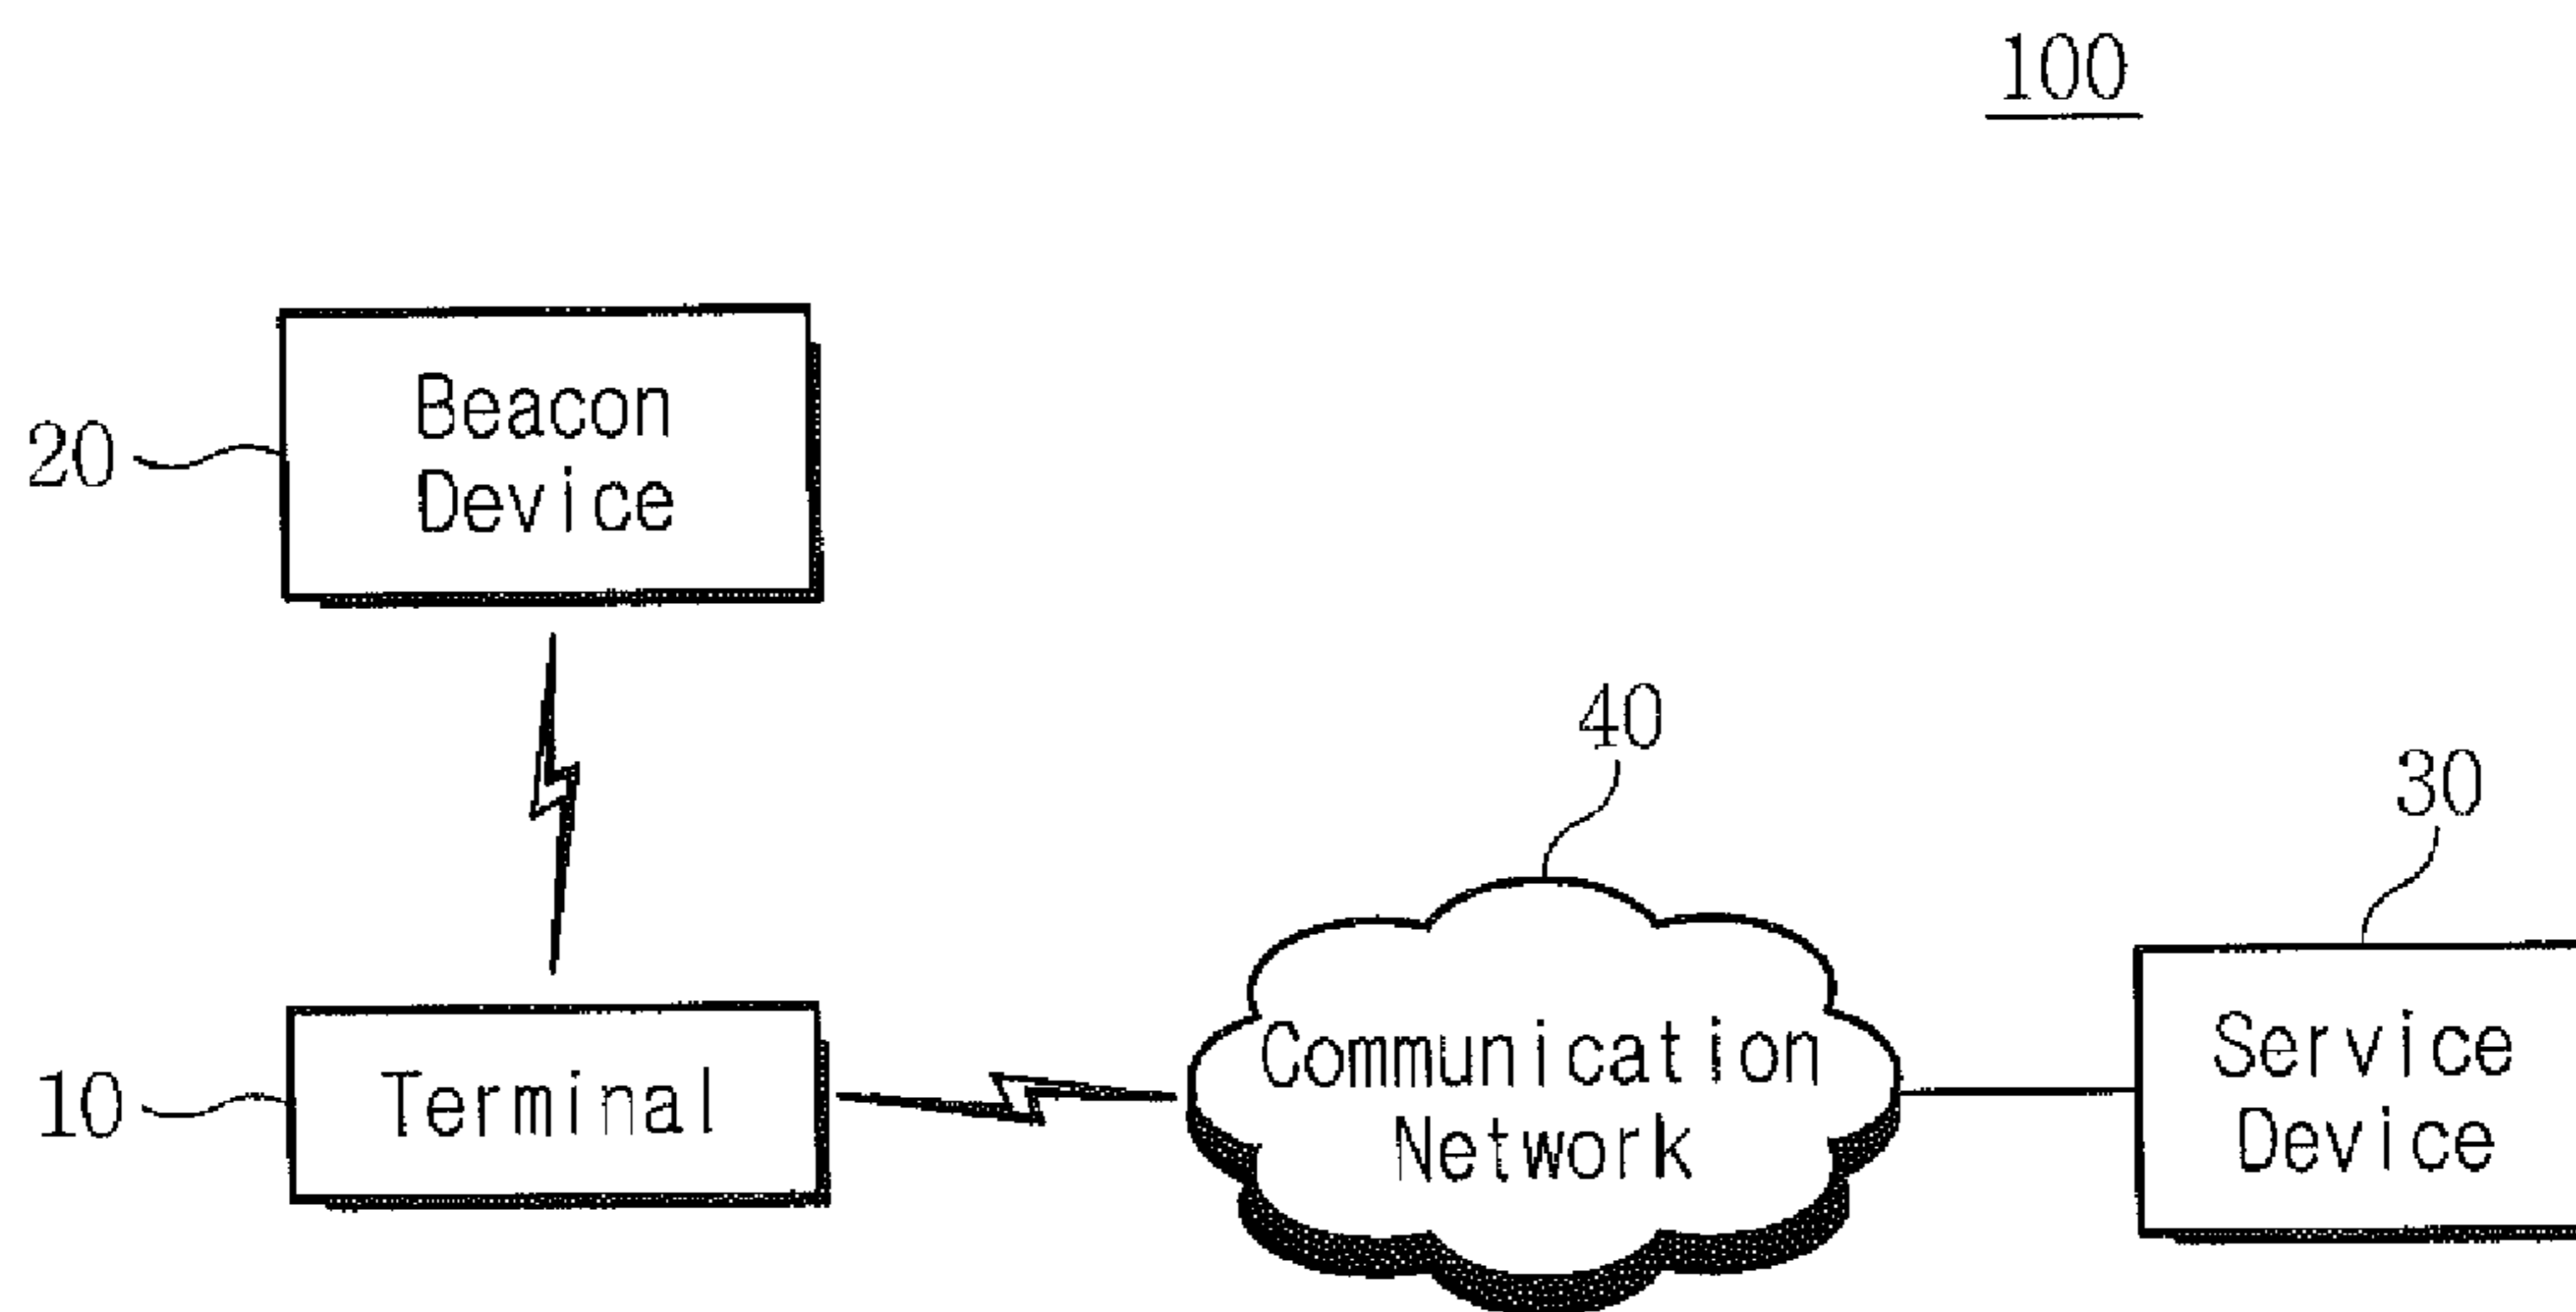 100
Beacon
Device
20
40
30
Communication
Network
Service
Device
10
Terminal